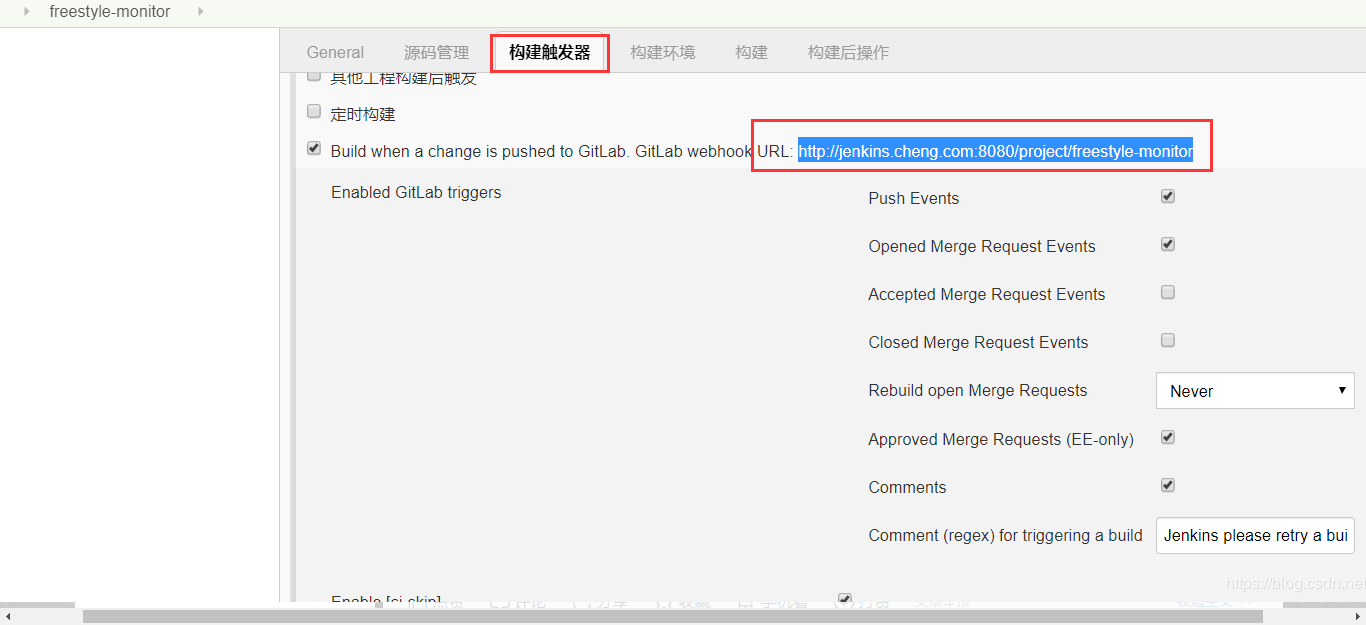 freestyle-monitor
General 源码管理 构建触发器 构建环境 构建 构建后操作
其他工程构建后触发
定时构建
Build when a change is pushed to GitLab. GitLab webhook URL: http://jenkins.cheng.com:8080/project/freestyle-monitor
Enabled GitLab triggers
Push Events
Opened Merge Request Events
Accepted Merge Request Events
Closed Merge Request Events
Rebuild open Merge Requests Never
Approved Merge Requests (EE-only)
Comments
Comment (regex) for triggering a build Jenkins please retry a bui
https://blog.csdn.net
Enable [ci-skip]